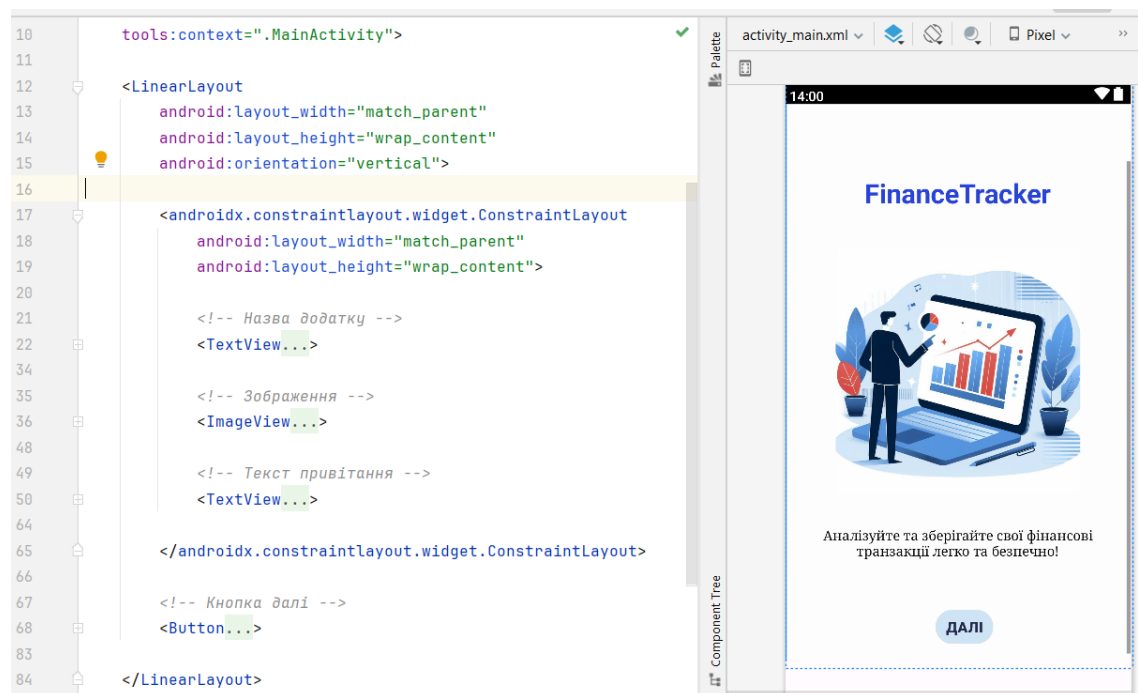 10 tools:context=".MainActivity">
11
12 <LinearLayout
13 android:layout_width="match_parent"
14 android:layout_height="wrap_content"
15 android:orientation="vertical">
16
17 <androidx.constraintlayout.widget.ConstraintLayout
18 android:layout_width="match_parent"
19 android:layout_height="wrap_content">
20
21 <!-- Назва додатку -->
22 <TextView...>
34
35 <!-- Зображення -->
36 <ImageView...>
48
49 <!-- Текст привітання -->
50 <TextView...>
64
65 </androidx.constraintlayout.widget.ConstraintLayout>
66
67 <!-- Кнопка далі -->
68 <Button...>
83
84 </LinearLayout>
Palette
Component Tree
activity_main.xml
Pixel
14:00
FinanceTracker
Аналізуйте та зберігайте свої фінансові
транзакції легко та безпечно!
ДАЛІ